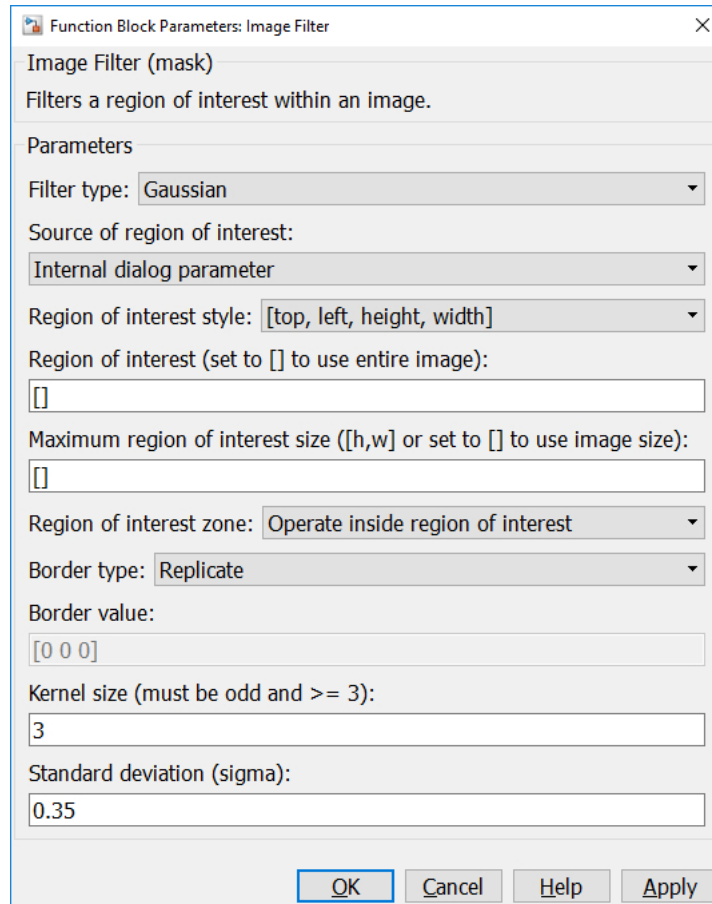 Function Block Parameters: Image Filter
Image Filter (mask)
Filters a region of interest within an image.
Parameters
Filter type: Gaussian
Source of region of interest:
Internal dialog parameter
Region of interest style: [top, left, height, width]
Region of interest (set to [] to use entire image):
[]
Maximum region of interest size ([h,w] or set to [] to use image size):
[]
Region of interest zone: Operate inside region of interest
Border type: Replicate
Border value:
[0 0 0]
Kernel size (must be odd and >= 3):
3
Standard deviation (sigma):
0.35
OK Cancel Help Apply